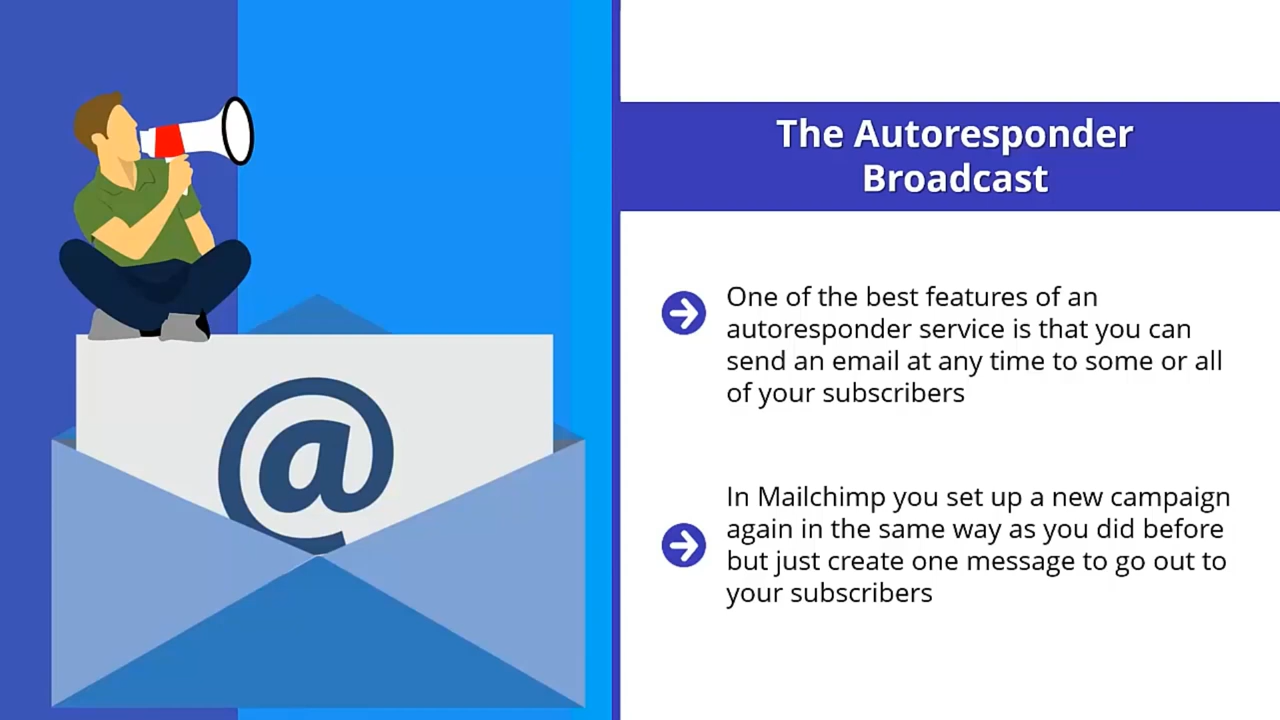 The Autoresponder
Broadcast
One of the best features of an
autoresponder service is that you can
send an email at any time to some or all
of your subscribers
In Mailchimp you set up a new campaign
again in the same way as you did before
but just create one message to go out to
your subscribers
@